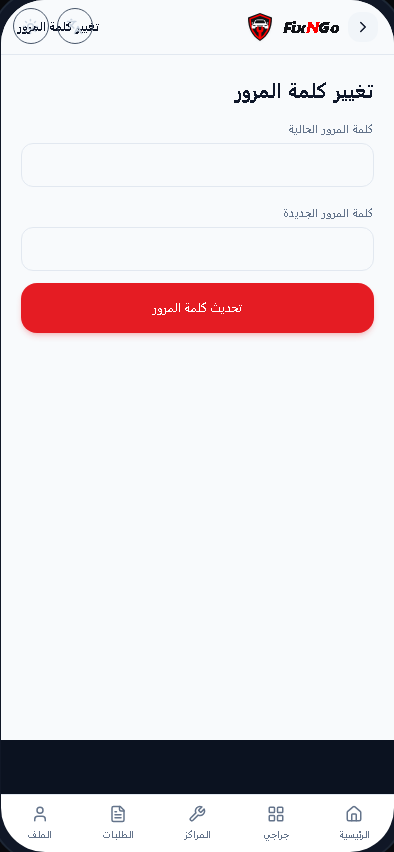 FixNGo
تغيير كلمة المرور
تغيير كلمة المرور
كلمة المرور الحالية
كلمة المرور الجديدة
تحديث كلمة المرور
الرئيسية
جراجي
المراكز
الطلبات
الملف